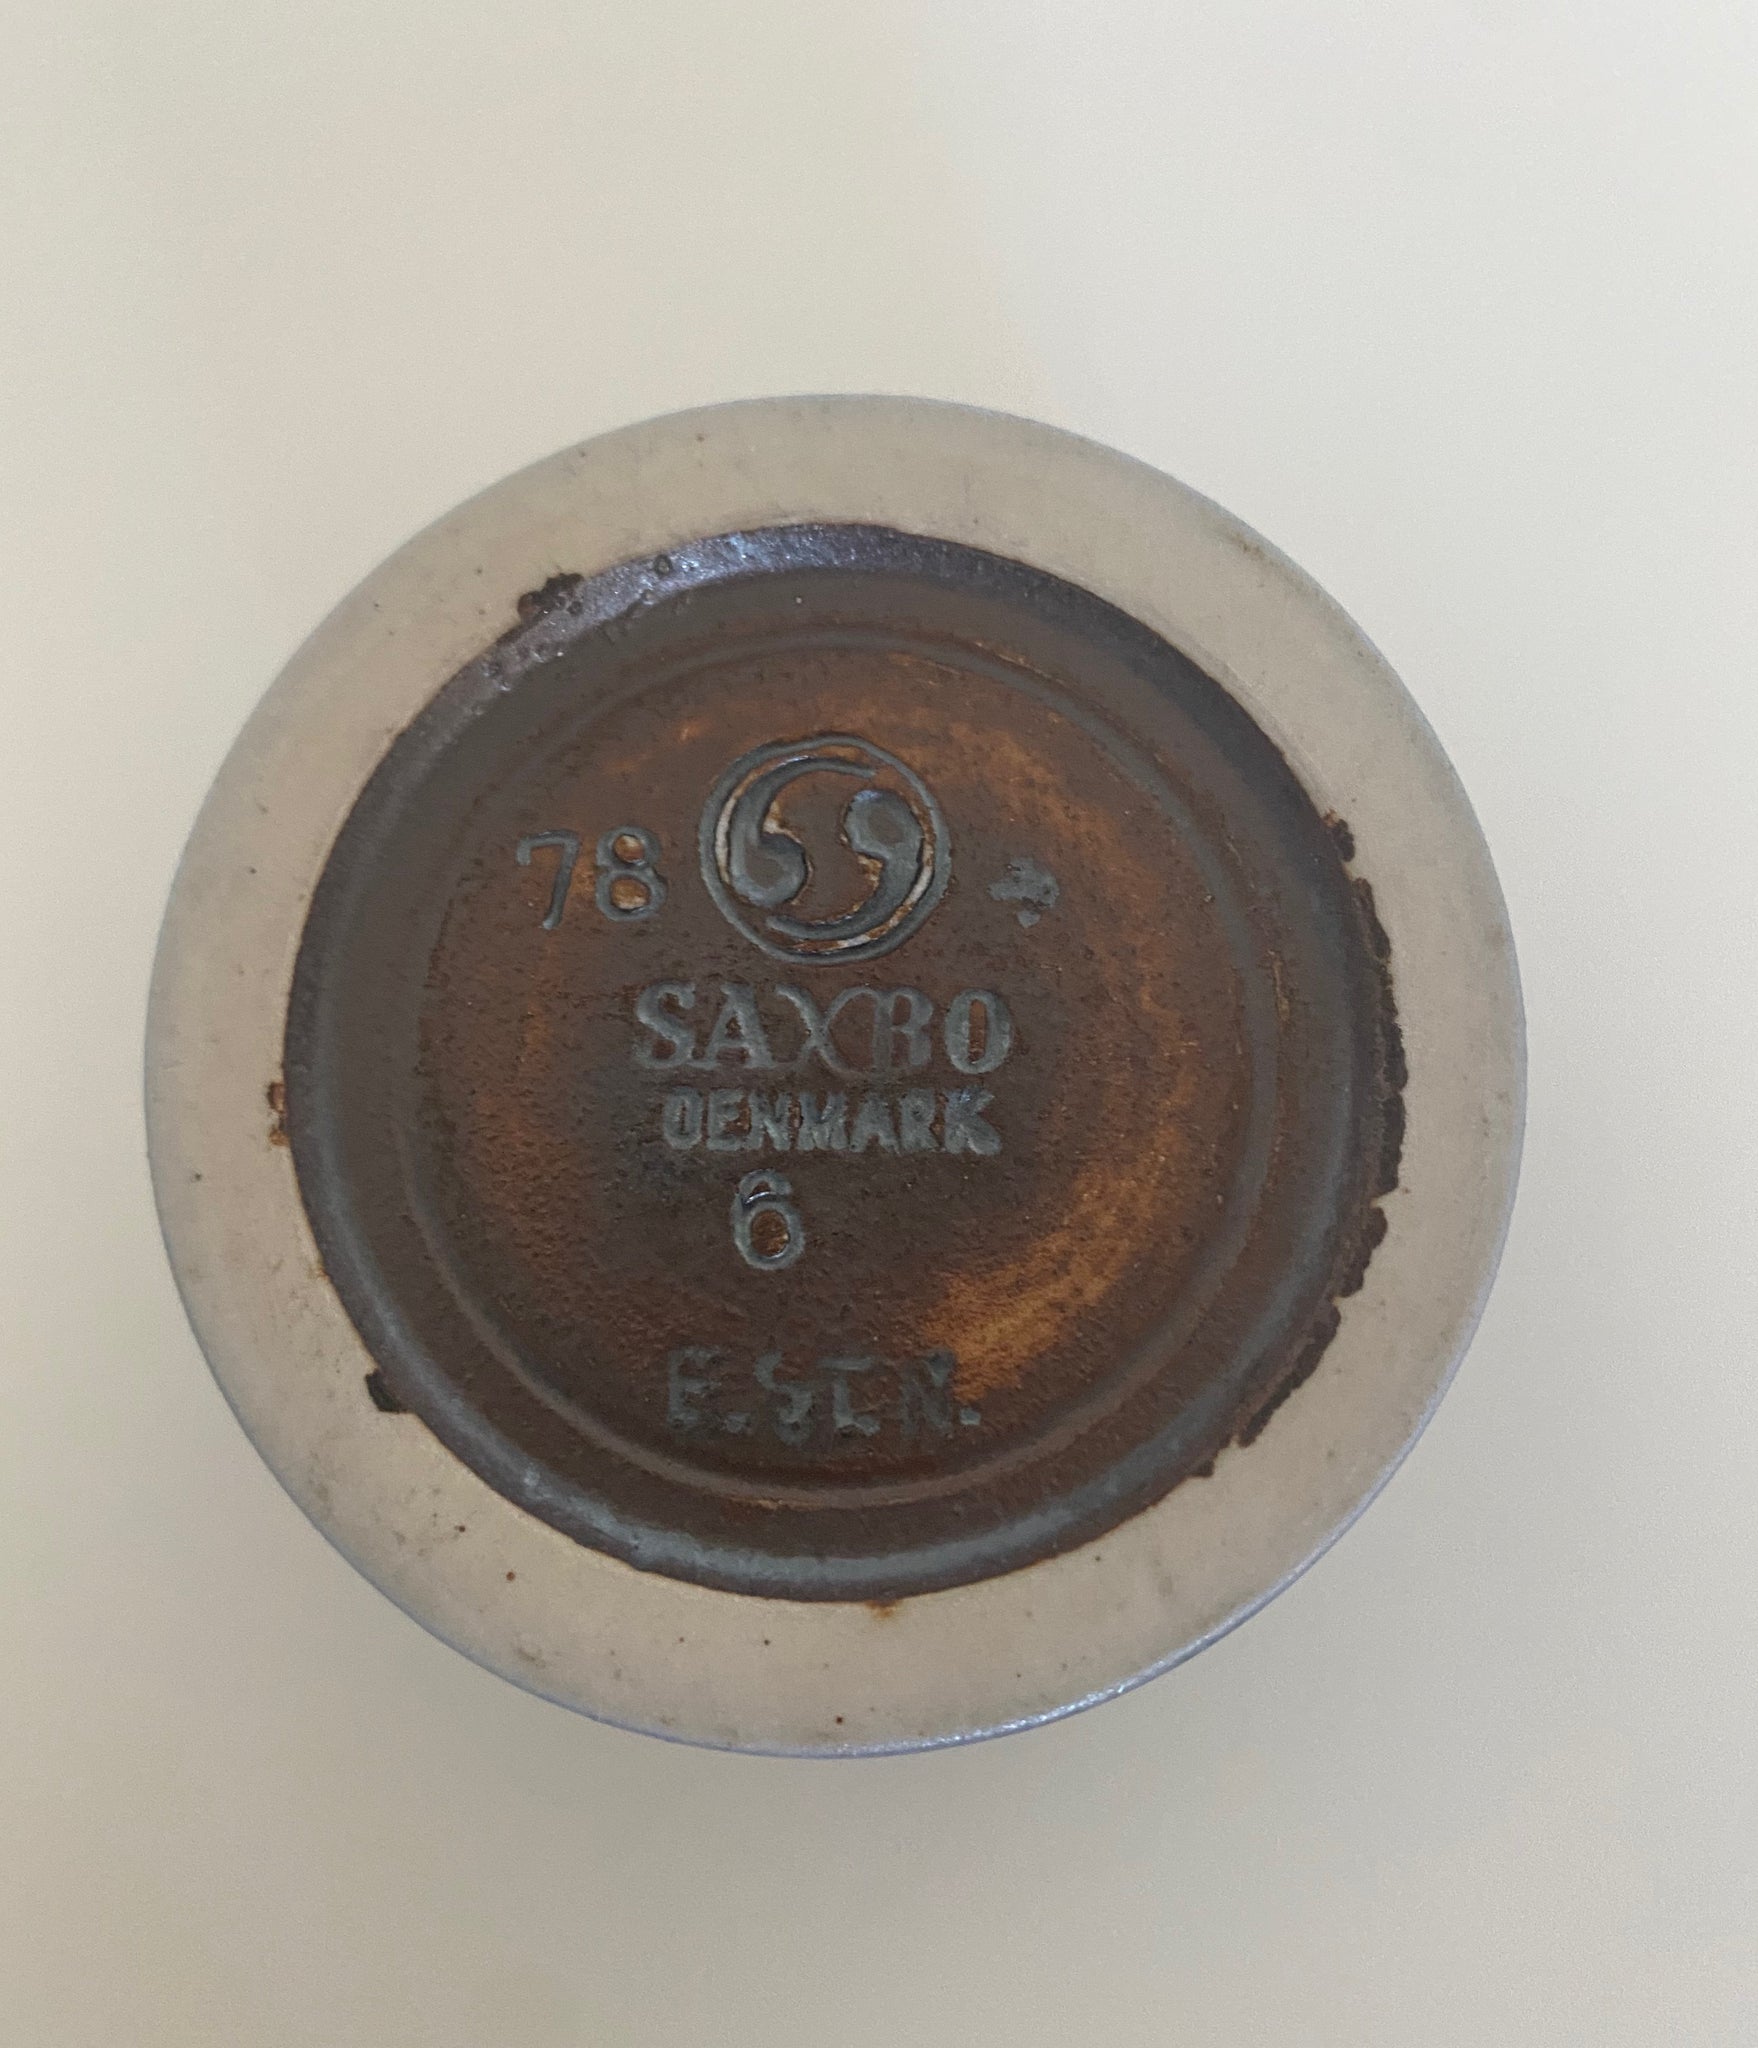 78
SAXBO
DENMARK
6
E.ST.N.